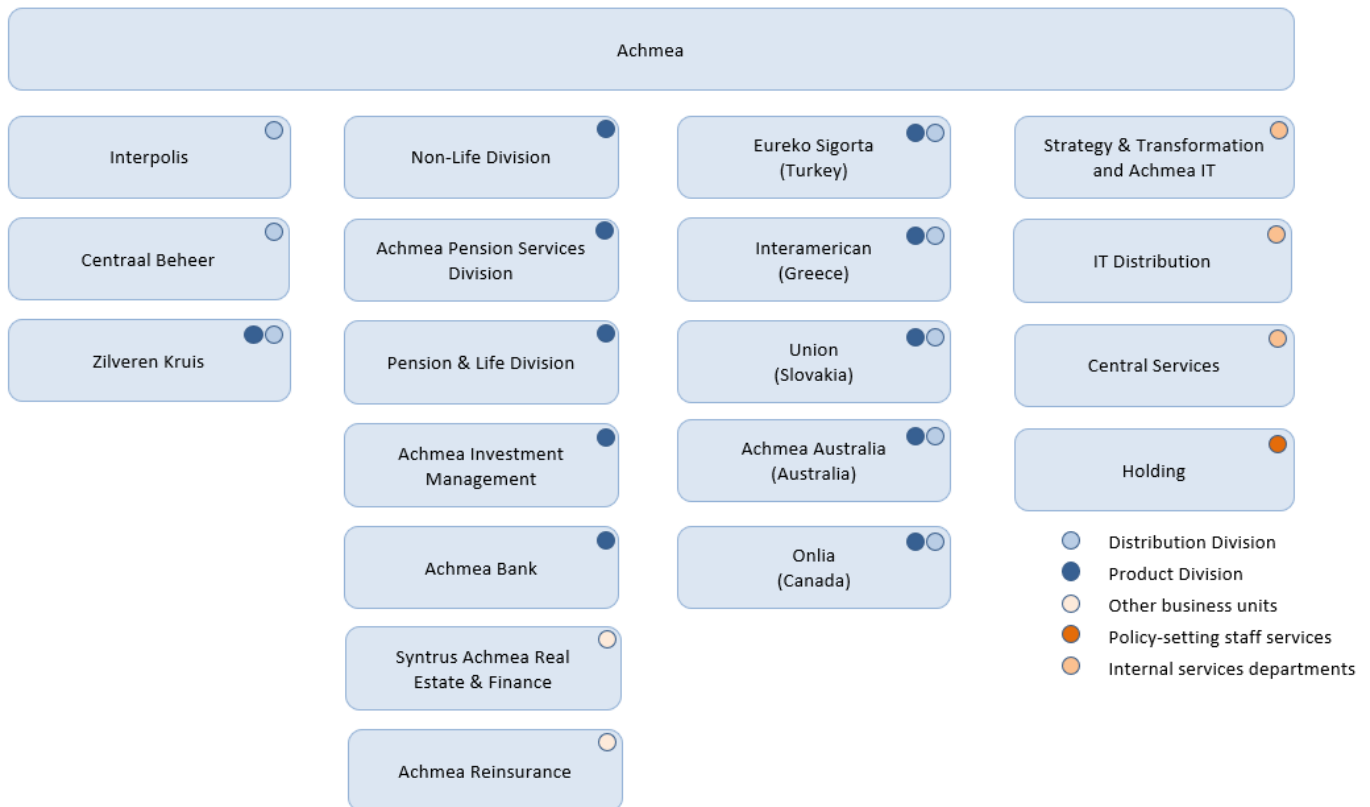 Achmea
Interpolis
Centraal Beheer
Zilveren Kruis
Non-Life Division
Achmea Pension Services
Division
Pension & Life Division
Achmea Investment
Management
Achmea Bank
Syntrus Achmea Real
Estate & Finance
Achmea Reinsurance
Eureko Sigorta
(Turkey)
Interamerican
(Greece)
Union
(Slovakia)
Achmea Australia
(Australia)
Onlia
(Canada)
Strategy & Transformation
and Achmea IT
IT Distribution
Central Services
Holding
Distribution Division
Product Division
Other business units
Policy-setting staff services
Internal services departments